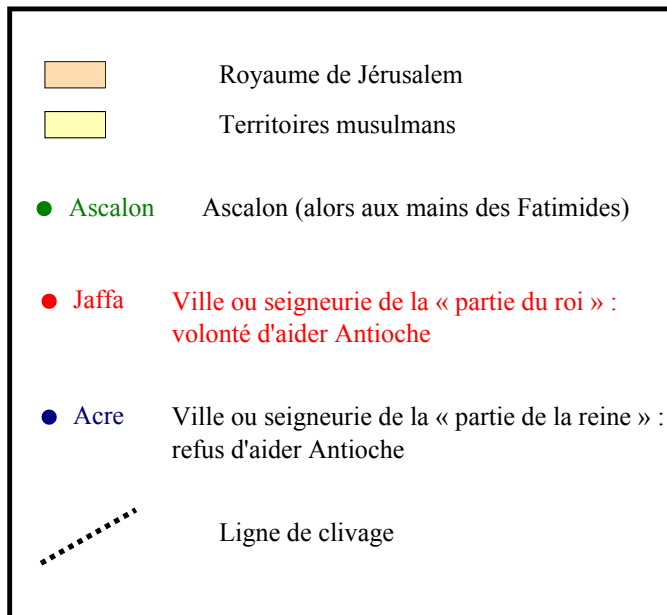 Royaume de Jérusalem
Territoires musulmans
Ascalon Ascalon (alors aux mains des Fatimides)
Jaffa Ville ou seigneurie de la « partie du roi » :
volonté d'aider Antioche
Acre Ville ou seigneurie de la « partie de la reine » :
refus d'aider Antioche
Ligne de clivage